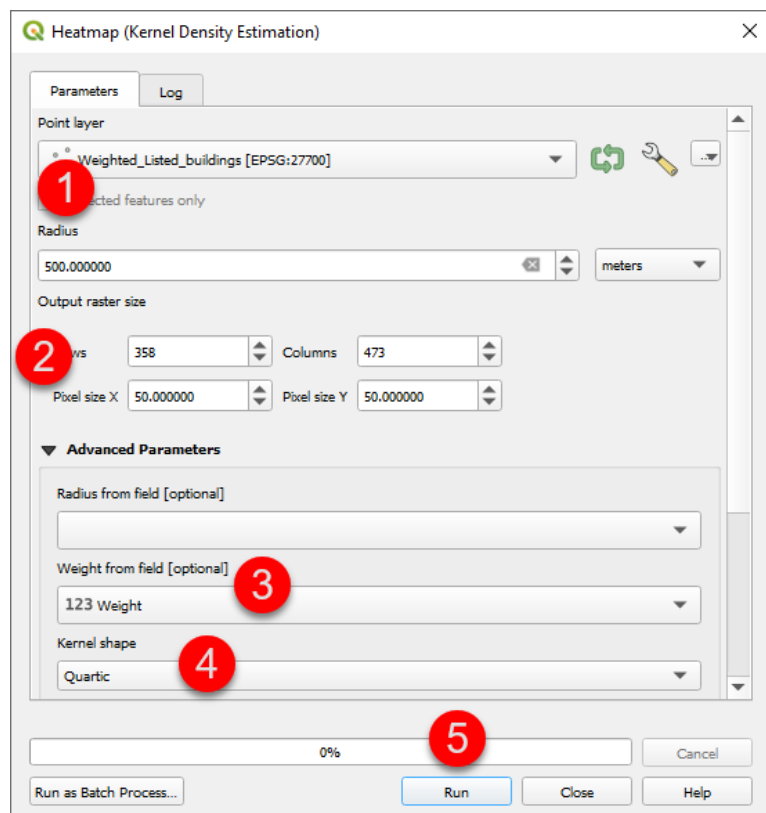 Heatmap (Kernel Density Estimation)
Parameters Log
Point layer
Weighted_Listed_buildings [EPSG:27700]
1
features only
Radius
500.000000 meters
Output raster size
2 358 Columns 473
Pixel size X 50.000000 Pixel size Y 50.000000
Advanced Parameters
Radius from field [optional]
Weight from field [optional]
3
123 Weight
Kernel shape
4
Quartic
5
0% Cancel
Run as Batch Process... Run Close Help